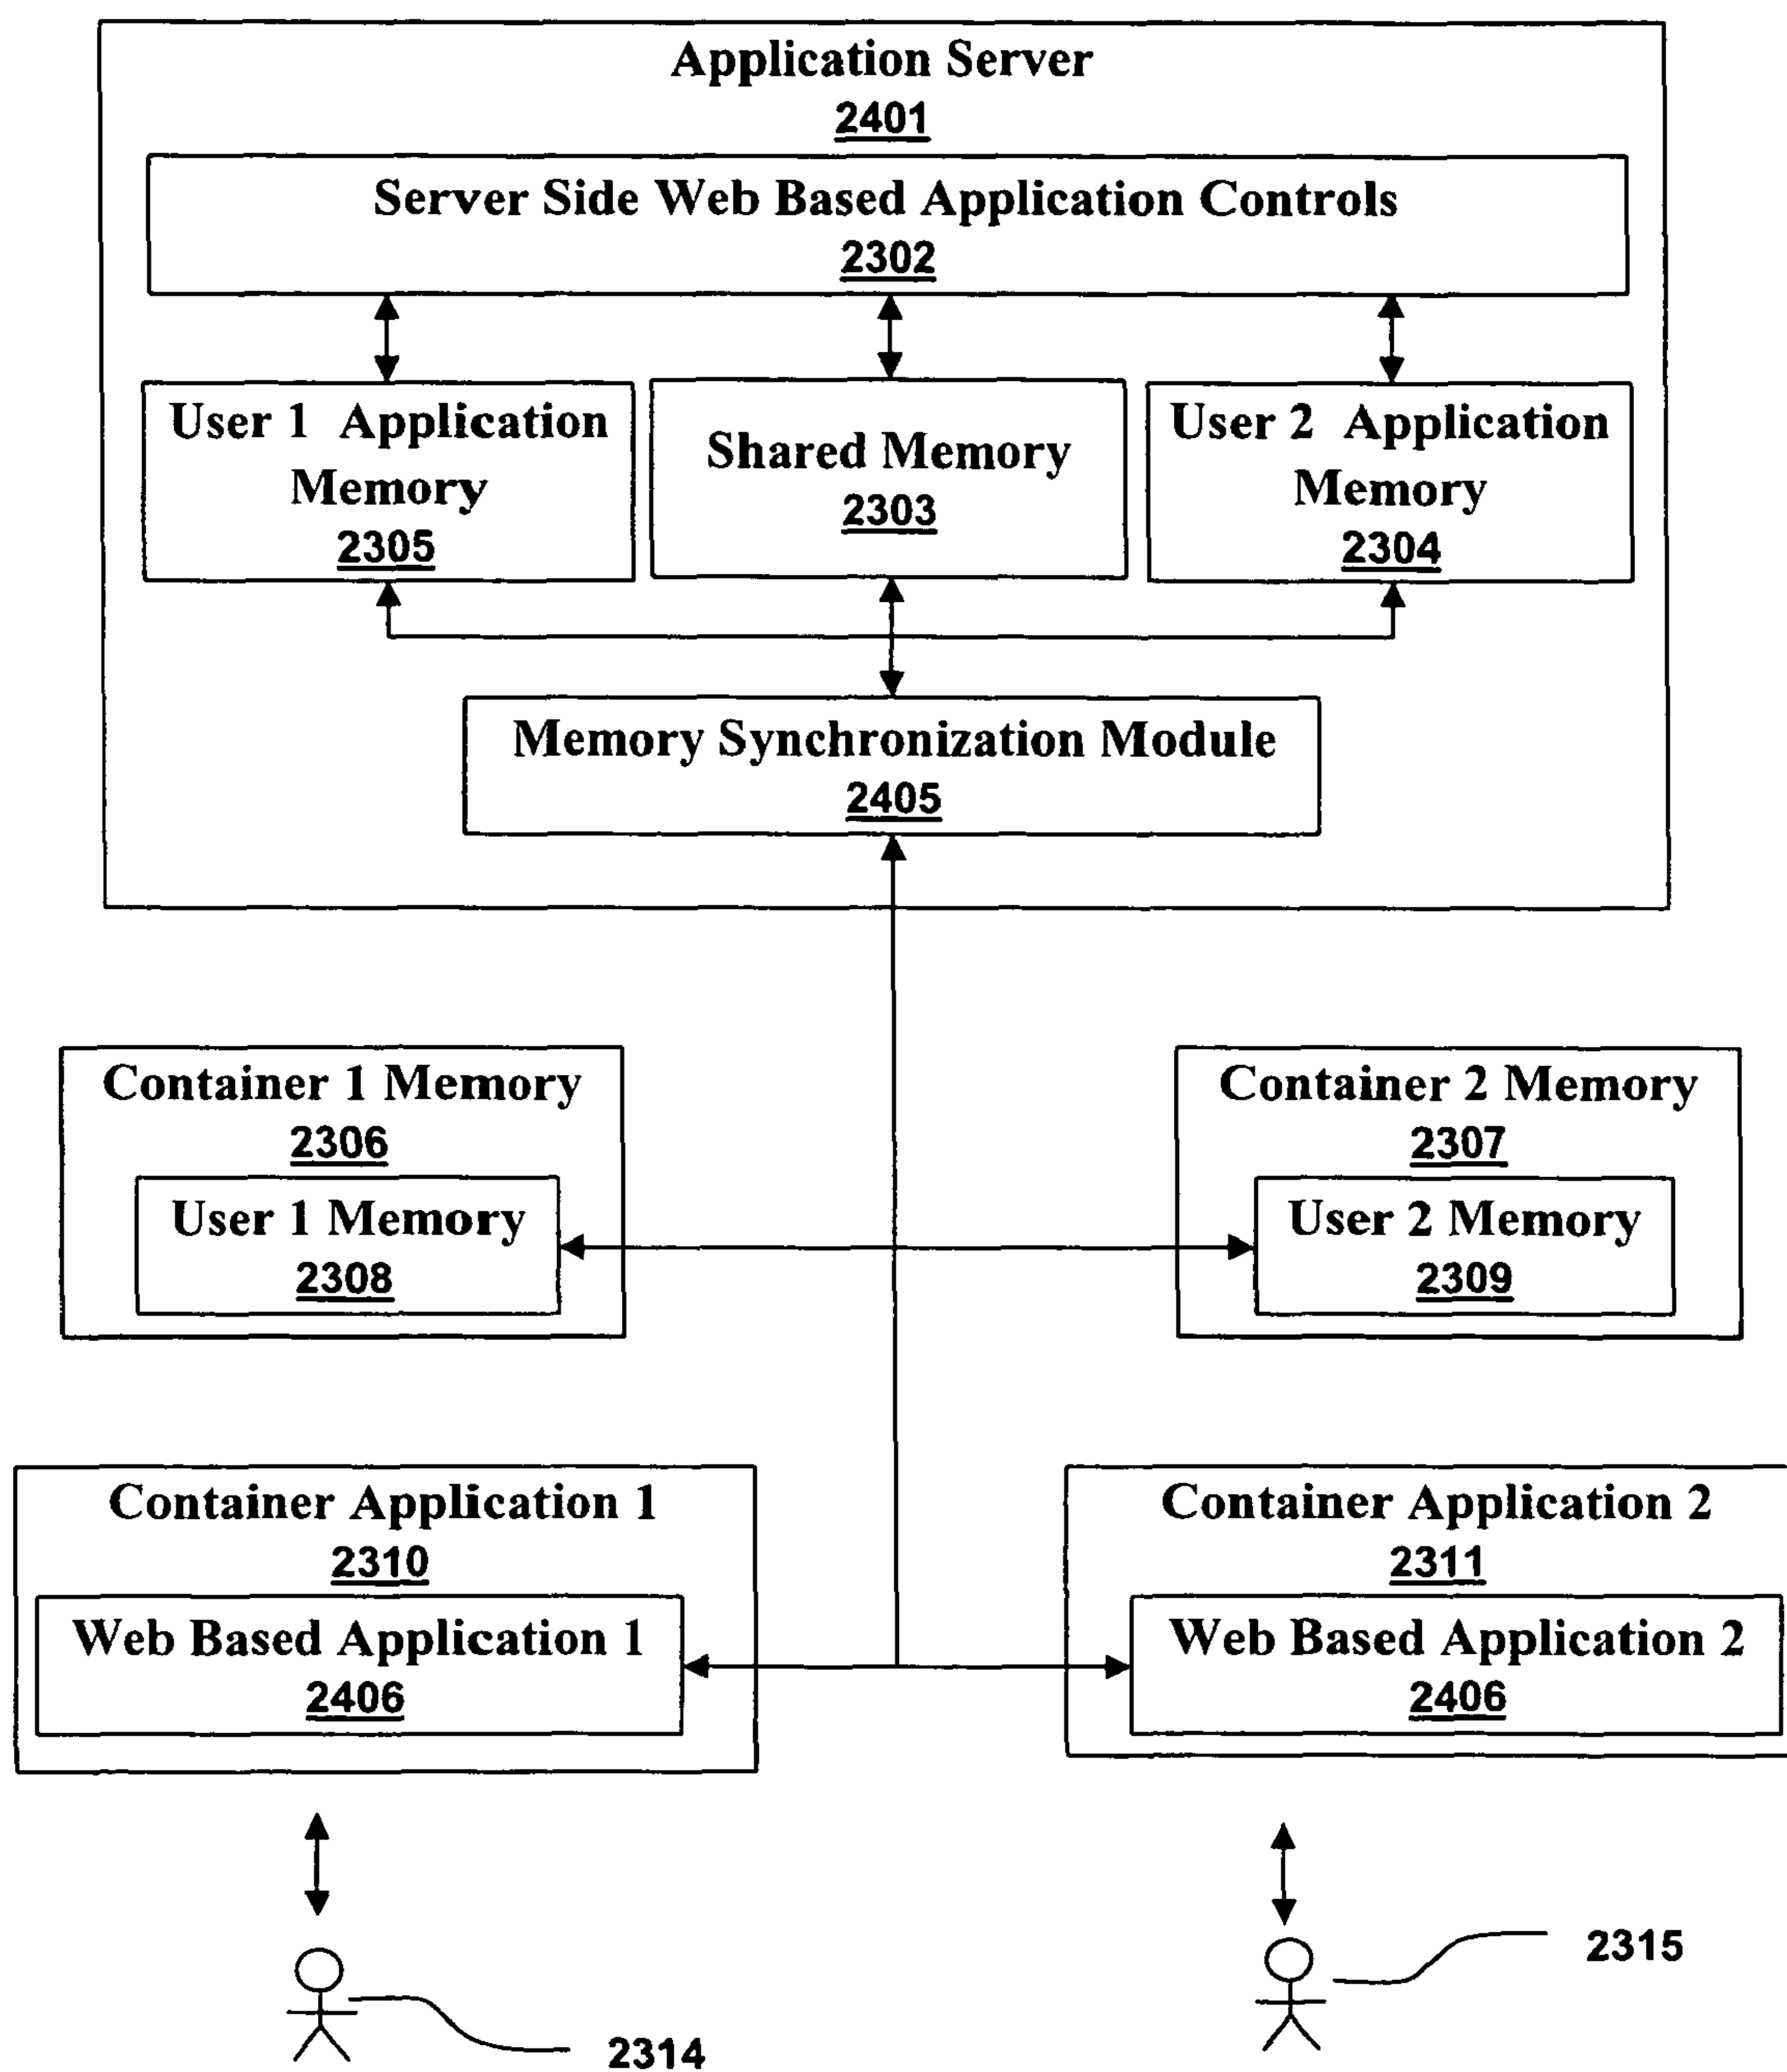 Application Server
2401
Server Side Web Based Application Controls
2302
User 1 Application
Memory
2305
Shared Memory
2303
User 2 Application
Memory
2304
Memory Synchronization Module
2405
Container 1 Memory
2306
User 1 Memory
2308
Container 2 Memory
2307
User 2 Memory
2309
Container Application 1
2310
Web Based Application 1
2406
Container Application 2
2311
Web Based Application 2
2406
2314
2315